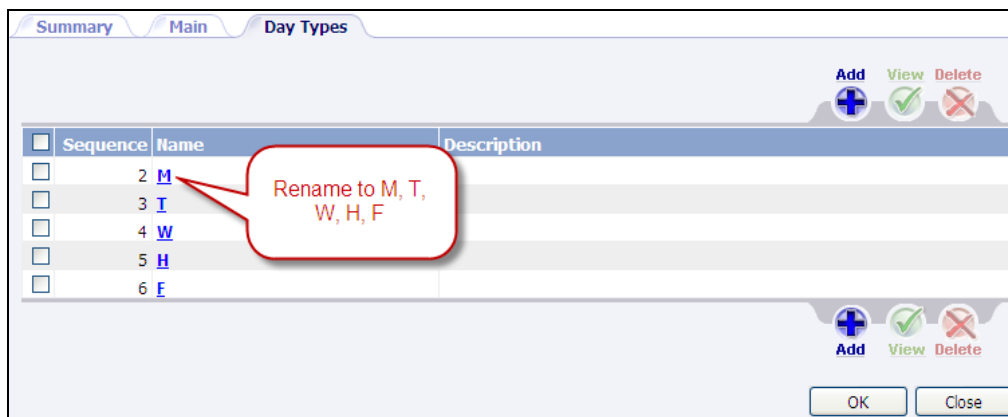 Summary Main Day Types
Add View Delete
Sequence Name Description
2 M
3 T
4 W
5 H
6 F
Rename to M, T,
W, H, F
Add View Delete
OK Close